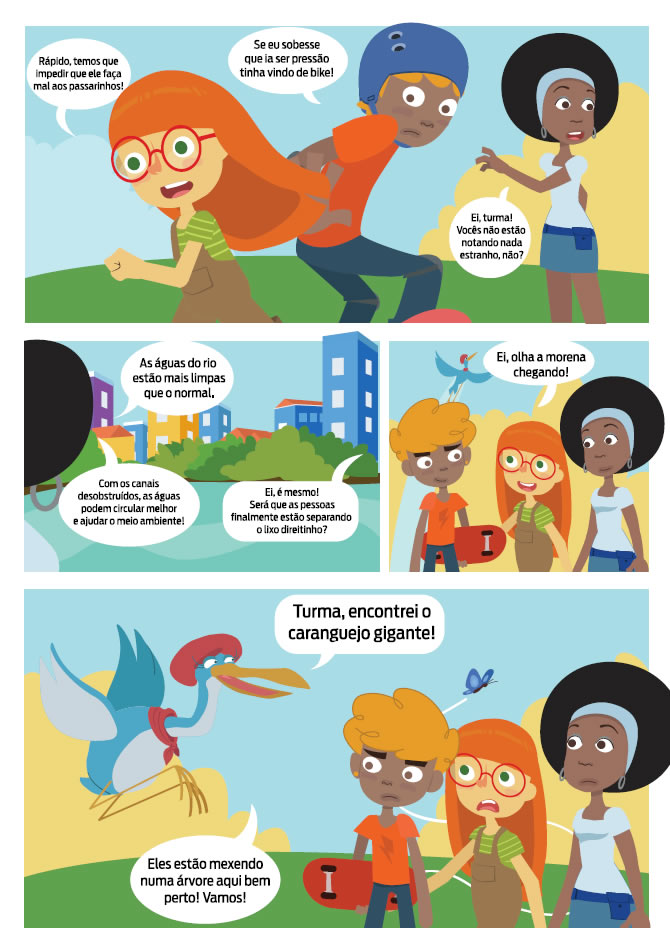 Rápido, temos que
impedir que ele faça
mal aos passarinhos!
Se eu sobesse
que ia ser pressão
tinha vindo de bike!
Ei, turma!
Vocês não estão
notando nada
estranho, não?
As águas do rio
estão mais limpas
que o normal,
Com os canais
desobstruídos, as águas
podem circular melhor
e ajudar o meio ambiente!
Ei, é mesmo!
Será que as pessoas
finalmente estão separando
o lixo direitinho?
Ei, olha a morena
chegando!
Turma, encontrei o
caranguejo gigante!
Eles estão mexendo
numa árvore aqui bem
perto! Vamos!